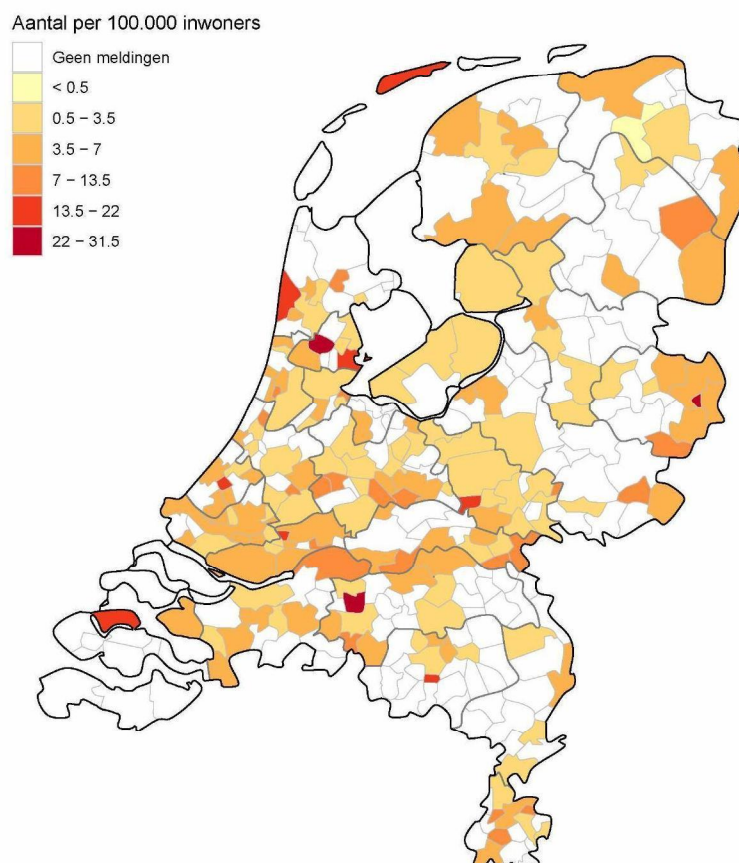 Aantal per 100.000 inwoners
Geen meldingen
< 0.5
0.5 – 3.5
3.5 – 7
7 – 13.5
13.5 – 22
22 – 31.5